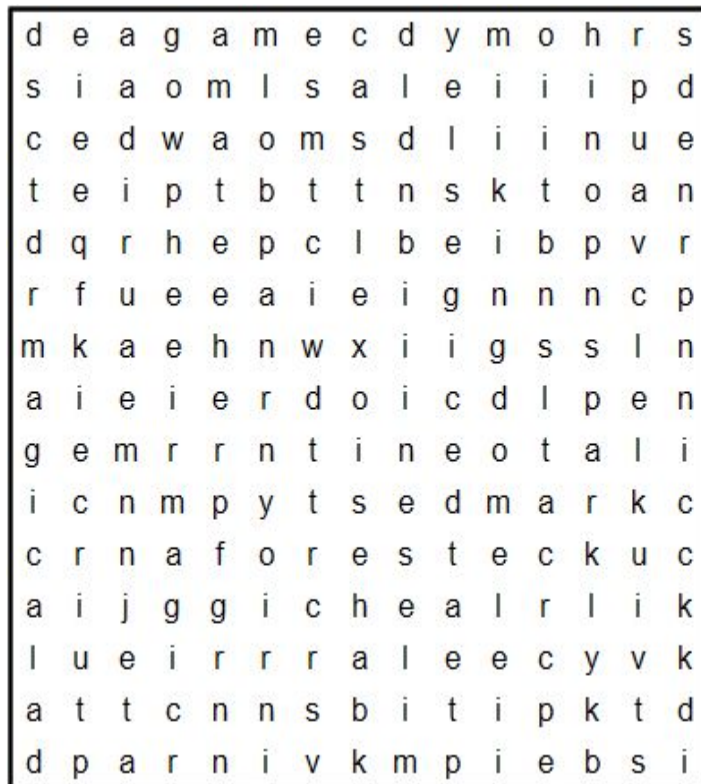 d e a g a m e c d y m o h r s
s i a o m l s a l e i i i p d
c e d w a o m s d l i i n u e
t e i p t b t t n s k t o a n
d q r h e p c l b e i b p v r
r f u e e a i e i g n n n c p
m k a e h n w x i i g s s l n
a i e i e r d o i c d l p e n
g e m r r n t i n e o t a l i
i c n m p y t s e d m a r k c
c r n a f o r e s t e c k u c
a i j g g i c h e a l r l i k
l u e i r r r a l e e c y v k
a t t c n n s b i t i p k t d
d p a r n i v k m p i e b s i